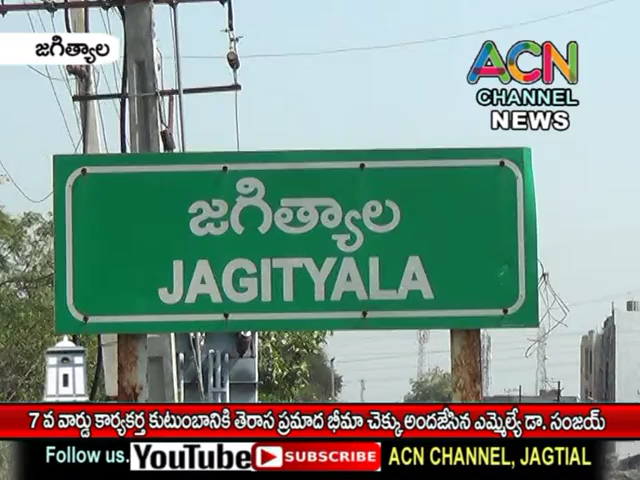 జగిత్యాల
ACN
CHANNEL
NEWS
జగిత్యాల
JAGITYALA
7 వ వార్డు కార్యకర్త కుటుంబానికి తెరాస ప్రమాద భీమా చెక్కు అందజేసిన ఎమ్మెల్యే డా. సంజయ్
Follow us. YouTube SUBSCRIBE ACN CHANNEL, JAGTIAL